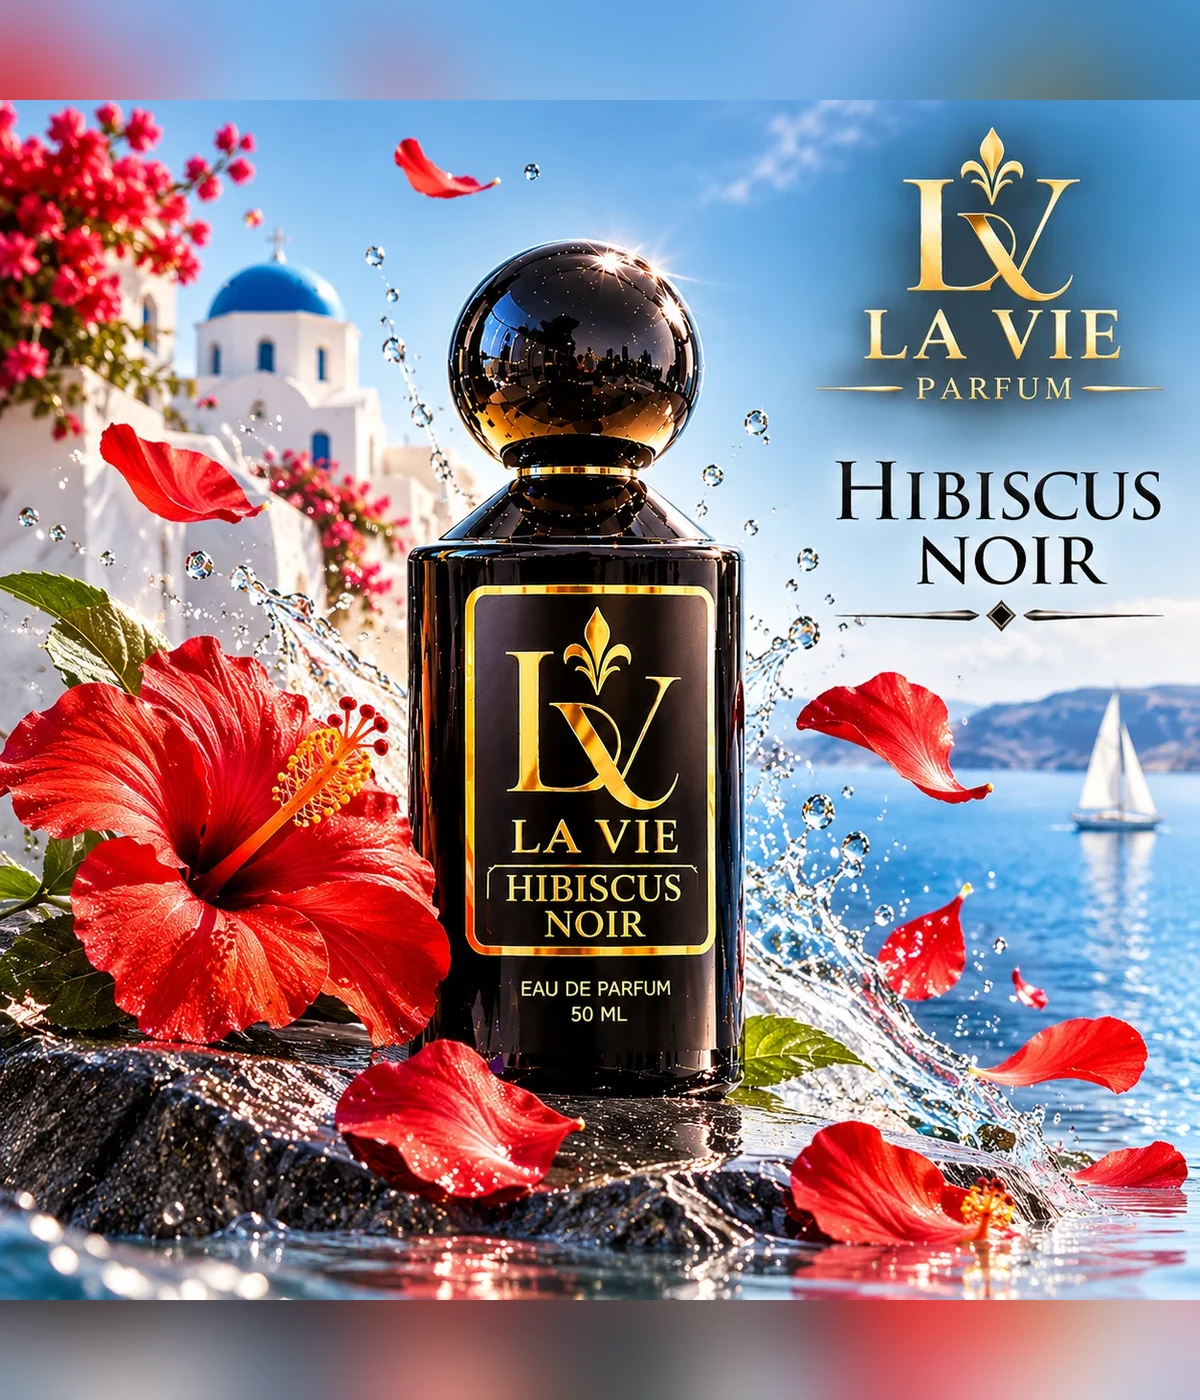 LV
LA VIE
PARFUM
HIBISCUS
NOIR
LV
LA VIE
HIBISCUS
NOIR
EAU DE PARFUM
50 ML